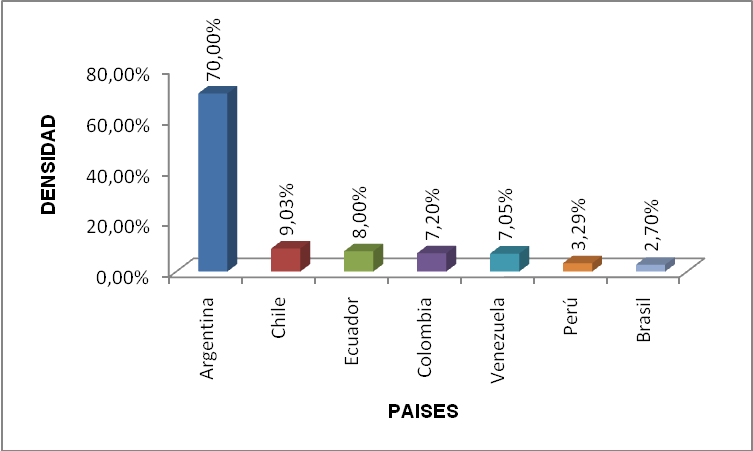 DENSIDAD
80,00%
60,00%
40,00%
20,00%
0,00%
70,00%
9,03%
8,00%
7,20%
7,05%
3,29%
2,70%
Argentina
Chile
Ecuador
Colombia
Venezuela
Perú
Brasil
PAISES